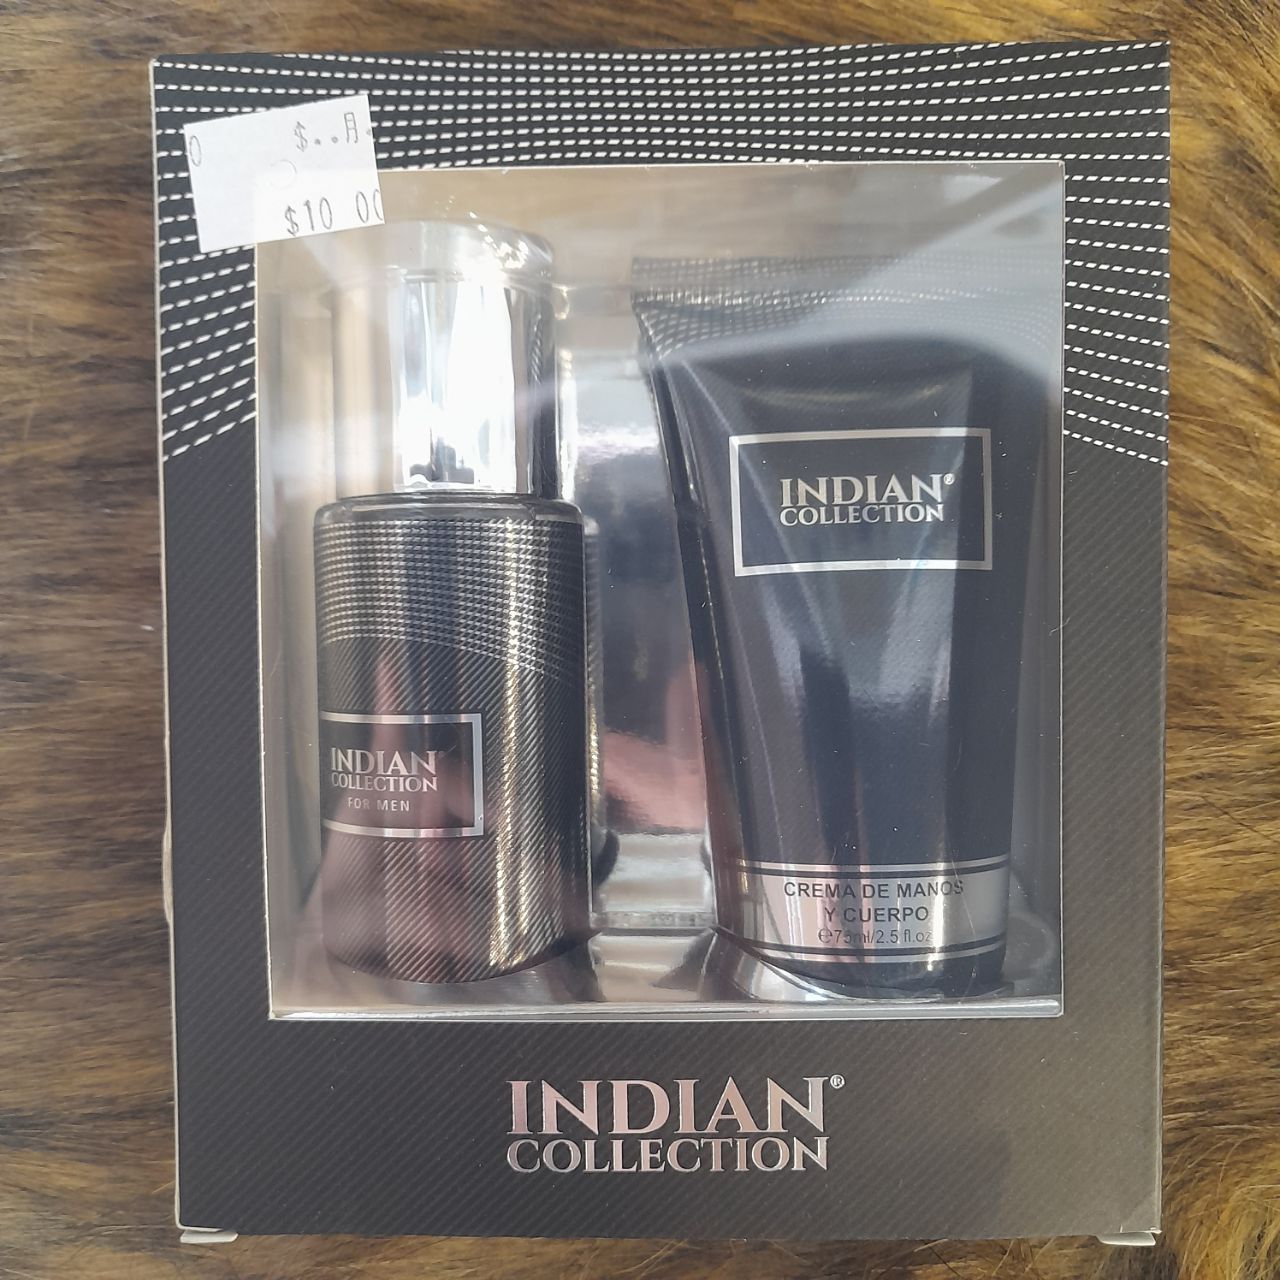 $10 00
INDIAN®
COLLECTION
CREMA DE MANOS
Y CUERPO
℮75ml/2.5 fl.oz
INDIAN®
COLLECTION
FOR MEN
INDIAN®
COLLECTION